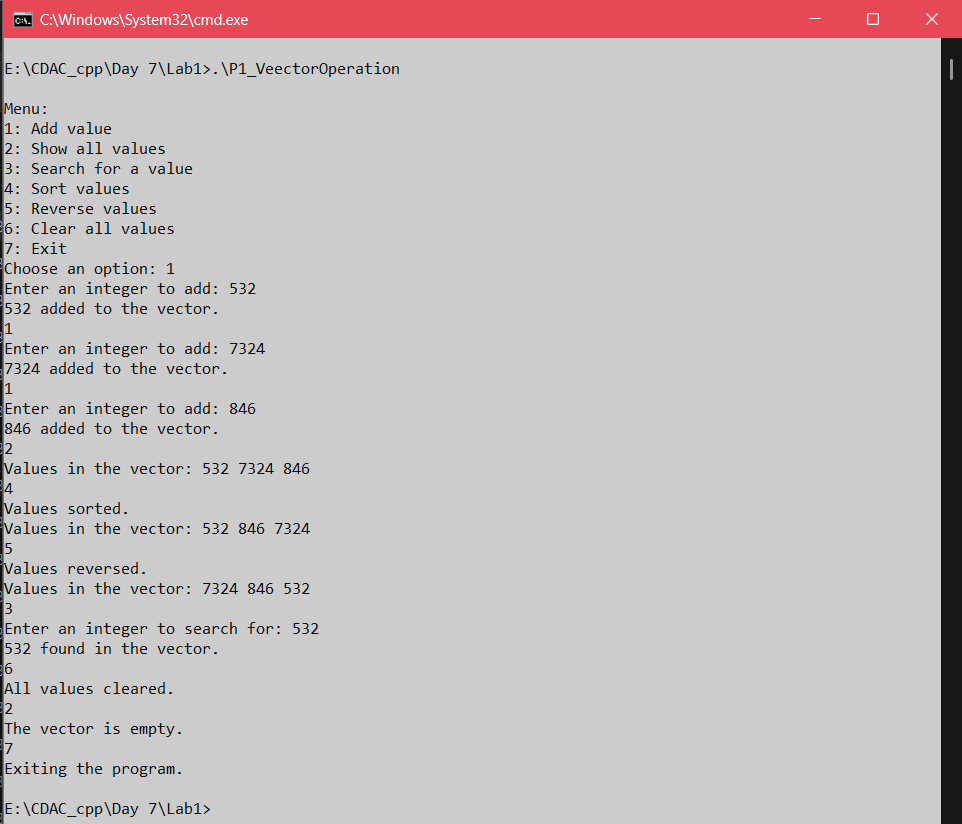 C:\Windows\System32\cmd.exe
E:\CDAC_cpp\Day 7\Lab1>.\P1_VeectorOperation
Menu:
1: Add value
2: Show all values
3: Search for a value
4: Sort values
5: Reverse values
6: Clear all values
7: Exit
Choose an option: 1
Enter an integer to add: 532
532 added to the vector.
1
Enter an integer to add: 7324
7324 added to the vector.
1
Enter an integer to add: 846
846 added to the vector.
2
Values in the vector: 532 7324 846
4
Values sorted.
Values in the vector: 532 846 7324
5
Values reversed.
Values in the vector: 7324 846 532
3
Enter an integer to search for: 532
532 found in the vector.
6
All values cleared.
2
The vector is empty.
7
Exiting the program.
E:\CDAC_cpp\Day 7\Lab1>